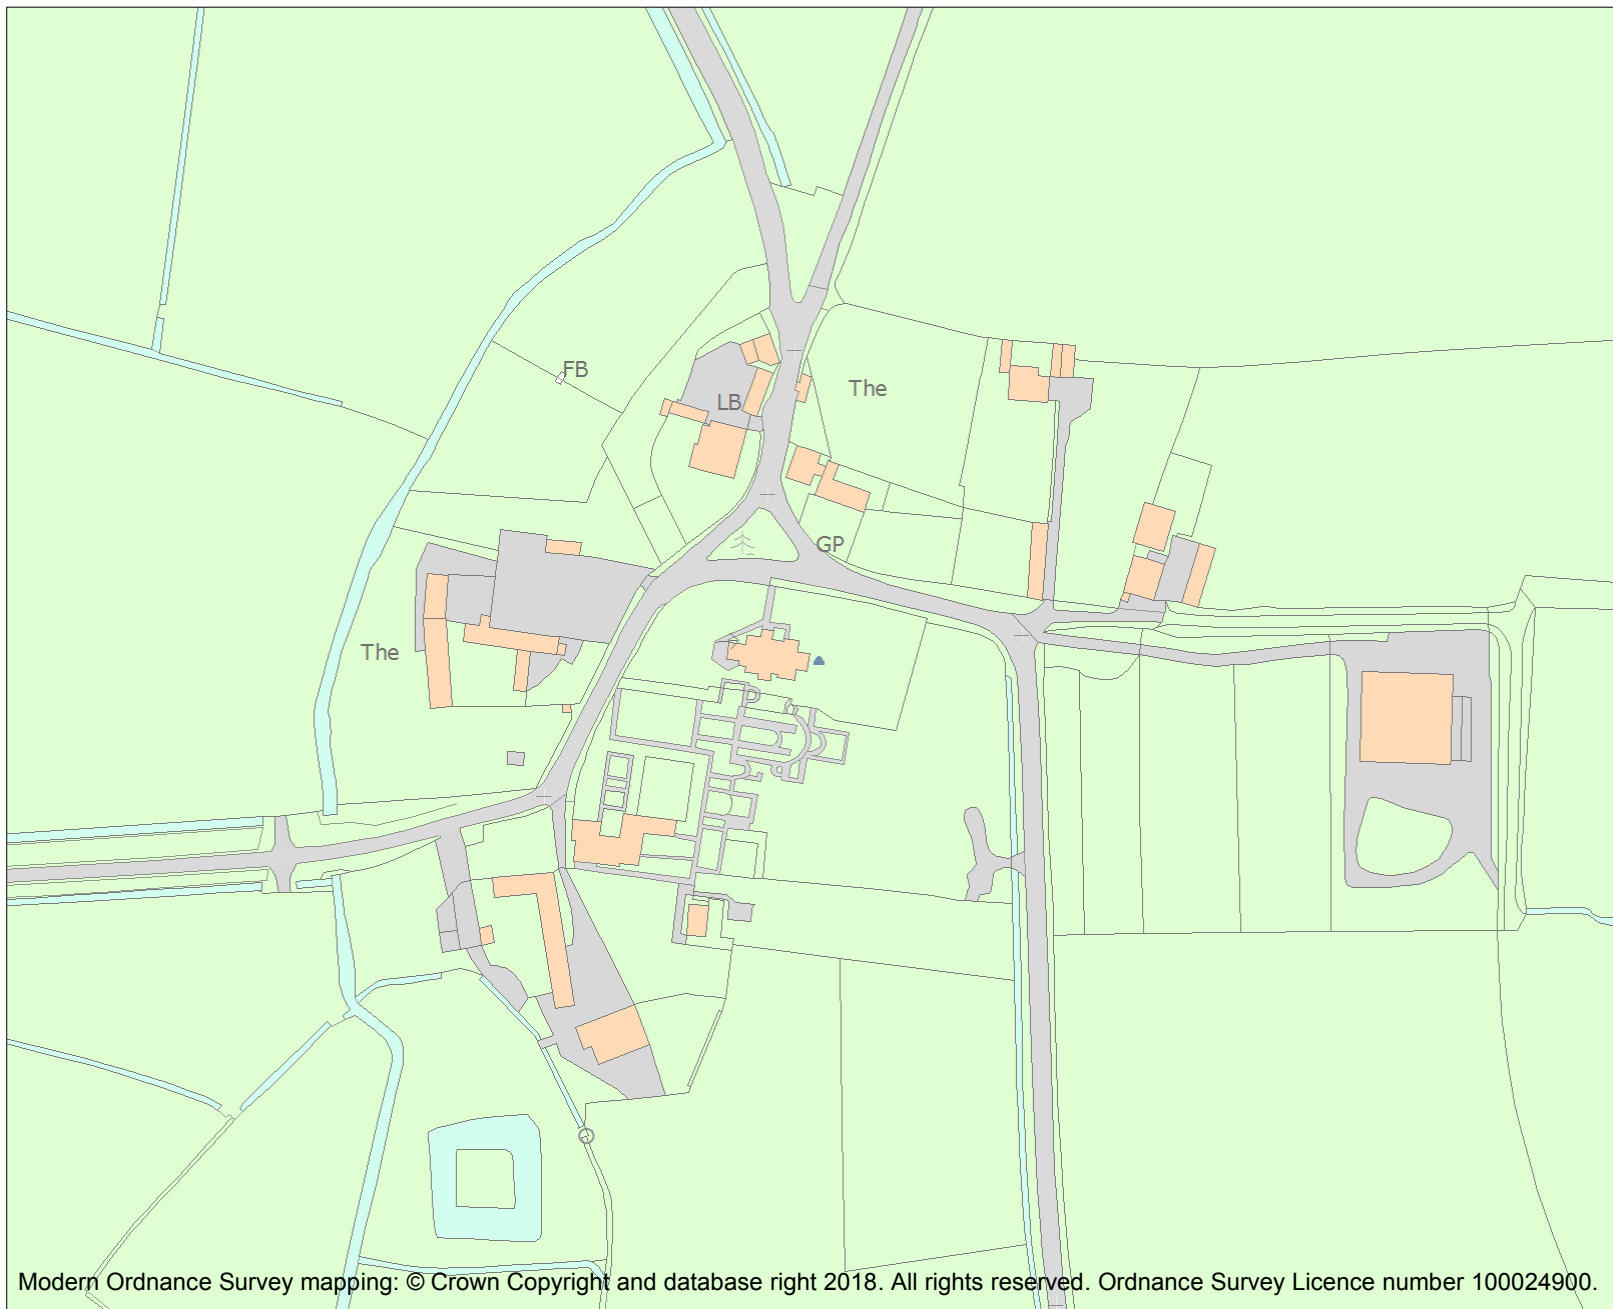 FB
The
LB
GP
The
Modern Ordnance Survey mapping: © Crown Copyright and database right 2018. All rights reserved. Ordnance Survey Licence number 100024900.